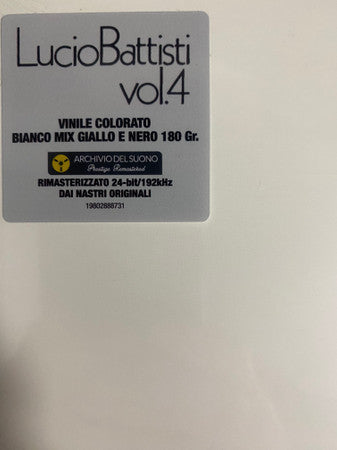 LucioBattisti
vol.4
VINILE COLORATO
BIANCO MIX GIALLO E NERO 180 Gr.
ARCHIVIO DEL SUONO
Prestige Remastered
RIMASTERIZZATO 24-bit/192kHz
DAI NASTRI ORIGINALI
19802888731